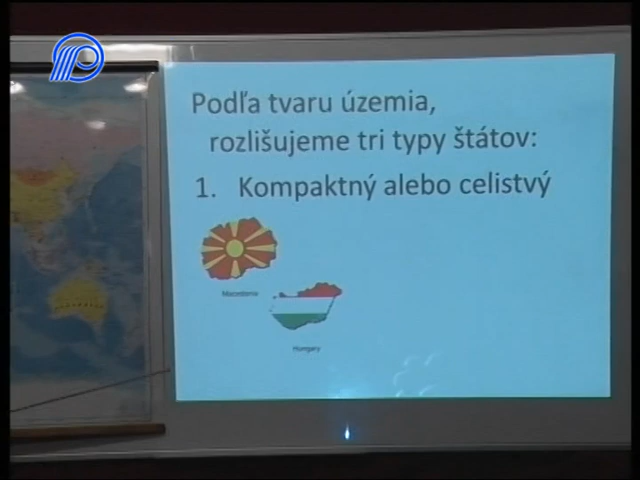 Podľa tvaru územia,
rozlišujeme tri typy štátov:
1. Kompaktný alebo celistvý
Macedonia
Hungary